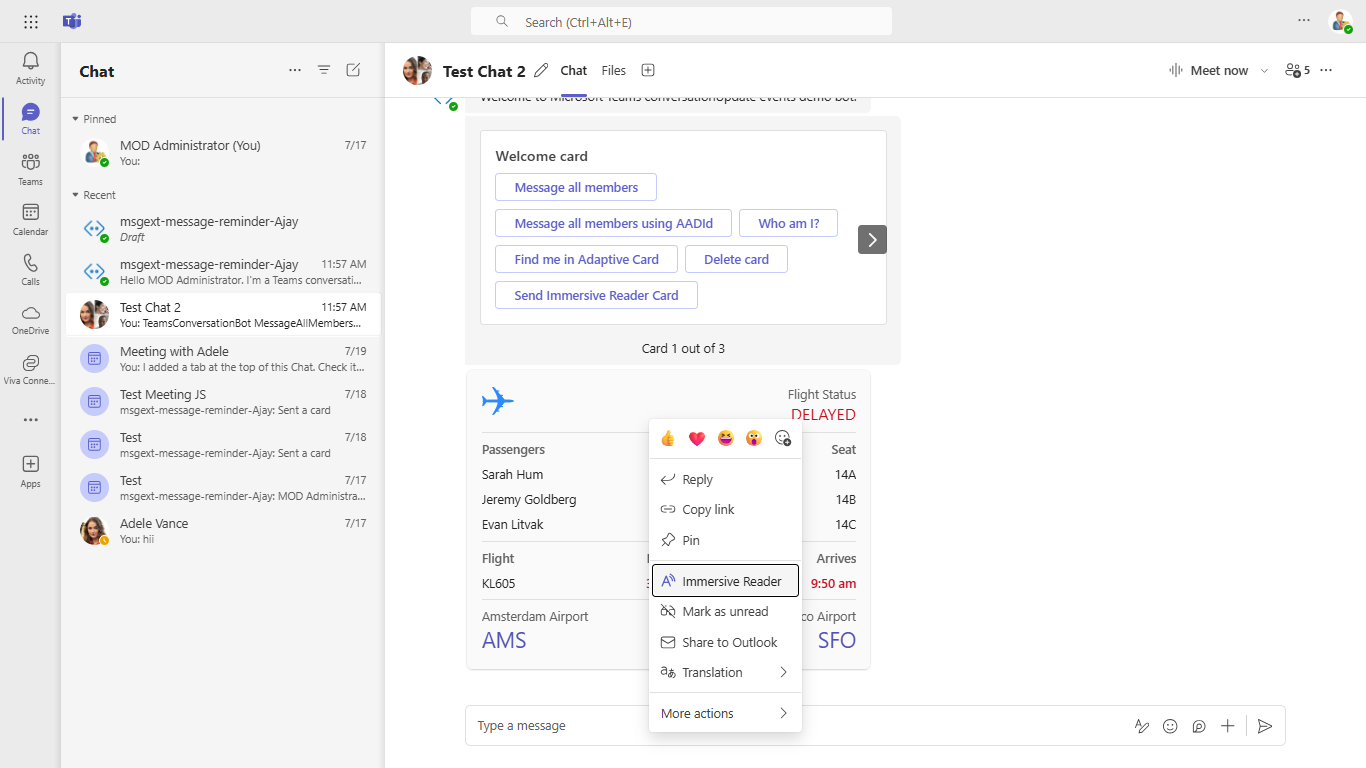 Search (Ctrl+Alt+E)
Activity
Chat
Teams
Calendar
Calls
OneDrive
Viva Conne...
Apps
Chat
Pinned
MOD Administrator (You) 7/17
You:
Recent
msgext-message-reminder-Ajay
Draft
msgext-message-reminder-Ajay 11:57 AM
Hello MOD Administrator. I'm a Teams conversati...
Test Chat 2 11:57 AM
You: TeamsConversationBot MessageAllMembers...
Meeting with Adele 7/19
You: I added a tab at the top of this Chat. Check it...
Test Meeting JS 7/18
msgext-message-reminder-Ajay: Sent a card
Test 7/18
msgext-message-reminder-Ajay: Sent a card
Test 7/17
msgext-message-reminder-Ajay: MOD Administra...
Adele Vance 7/17
You: hii
Test Chat 2 Chat Files Meet now 5
Welcome to Microsoft Teams conversationUpdate events demo bot.
Welcome card
Message all members
Message all members using AADId Who am I?
Find me in Adaptive Card Delete card
Send Immersive Reader Card
Card 1 out of 3
Flight Status
DELAYED
Passengers Seat
Sarah Hum 14A
Jeremy Goldberg 14B
Evan Litvak 14C
Flight Arrives
KL605 9:50 am
Amsterdam Airport co Airport
AMS SFO
Reply
Copy link
Pin
Immersive Reader
Mark as unread
Share to Outlook
Translation
More actions
Type a message